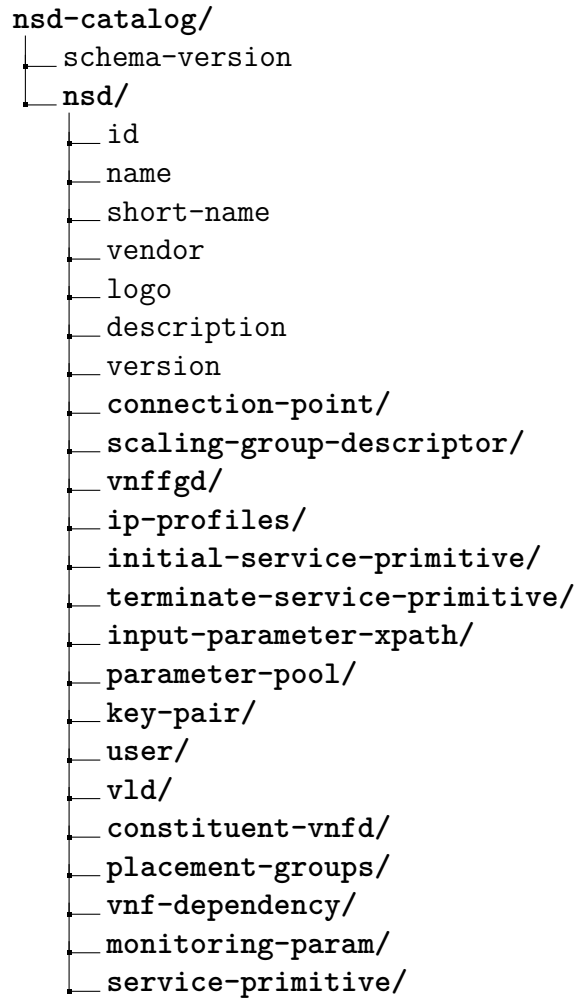 nsd-catalog/
schema-version
nsd/
id
name
short-name
vendor
logo
description
version
connection-point/
scaling-group-descriptor/
vnffgd/
ip-profiles/
initial-service-primitive/
terminate-service-primitive/
input-parameter-xpath/
parameter-pool/
key-pair/
user/
vld/
constituent-vnfd/
placement-groups/
vnf-dependency/
monitoring-param/
service-primitive/